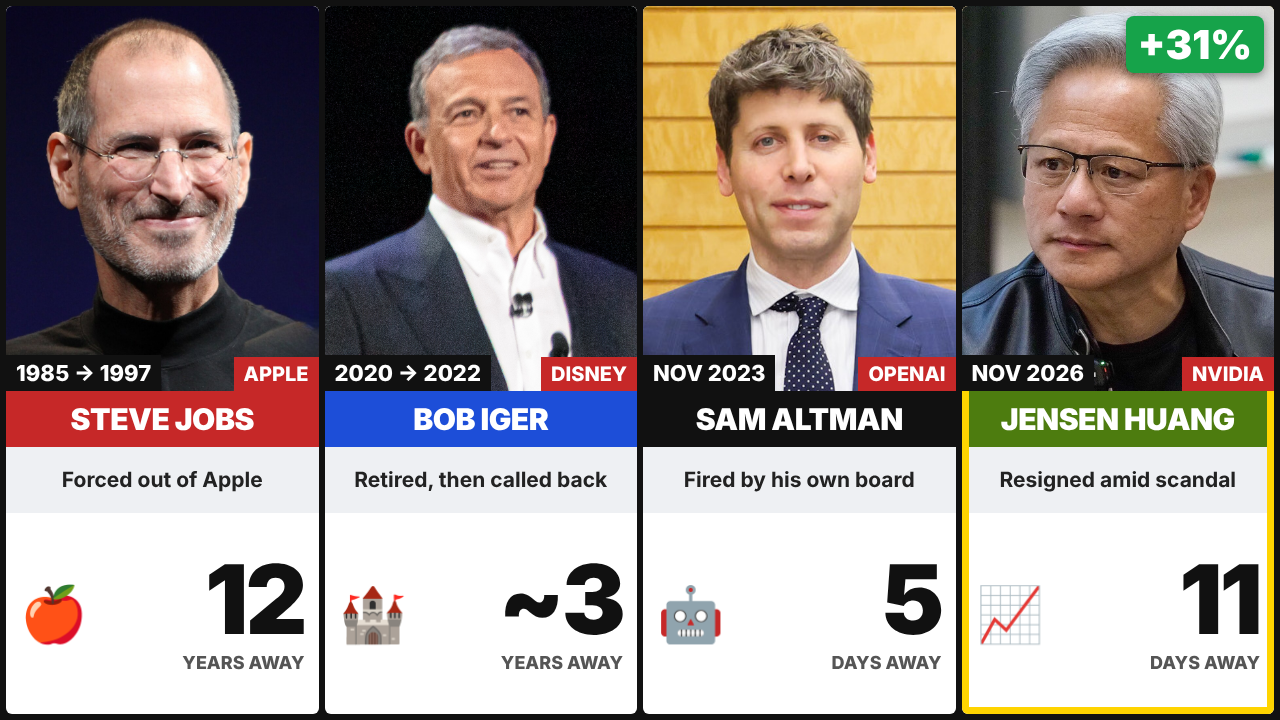 1985 → 1997
APPLE
STEVE JOBS
Forced out of Apple
12
YEARS AWAY
2020 → 2022
DISNEY
BOB IGER
Retired, then called back
~3
YEARS AWAY
NOV 2023
OPENAI
SAM ALTMAN
Fired by his own board
5
DAYS AWAY
+31%
NOV 2026
NVIDIA
JENSEN HUANG
Resigned amid scandal
11
DAYS AWAY